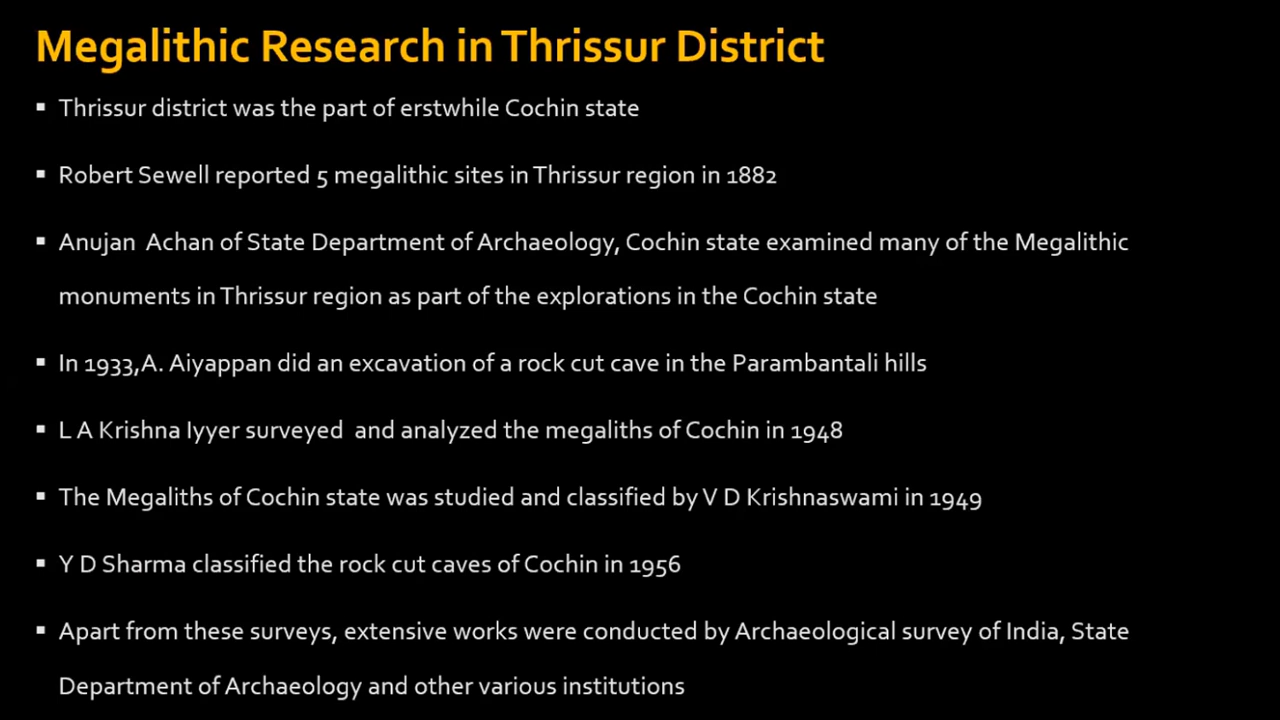 Megalithic Research in Thrissur District
▪ Thrissur district was the part of erstwhile Cochin state
▪ Robert Sewell reported 5 megalithic sites in Thrissur region in 1882
▪ Anujan Achan of State Department of Archaeology, Cochin state examined many of the Megalithic
monuments in Thrissur region as part of the explorations in the Cochin state
▪ In 1933,A. Aiyappan did an excavation of a rock cut cave in the Parambantali hills
▪ L A Krishna Iyyer surveyed and analyzed the megaliths of Cochin in 1948
▪ The Megaliths of Cochin state was studied and classified by V D Krishnaswami in 1949
▪ Y D Sharma classified the rock cut caves of Cochin in 1956
▪ Apart from these surveys, extensive works were conducted by Archaeological survey of India, State
Department of Archaeology and other various institutions